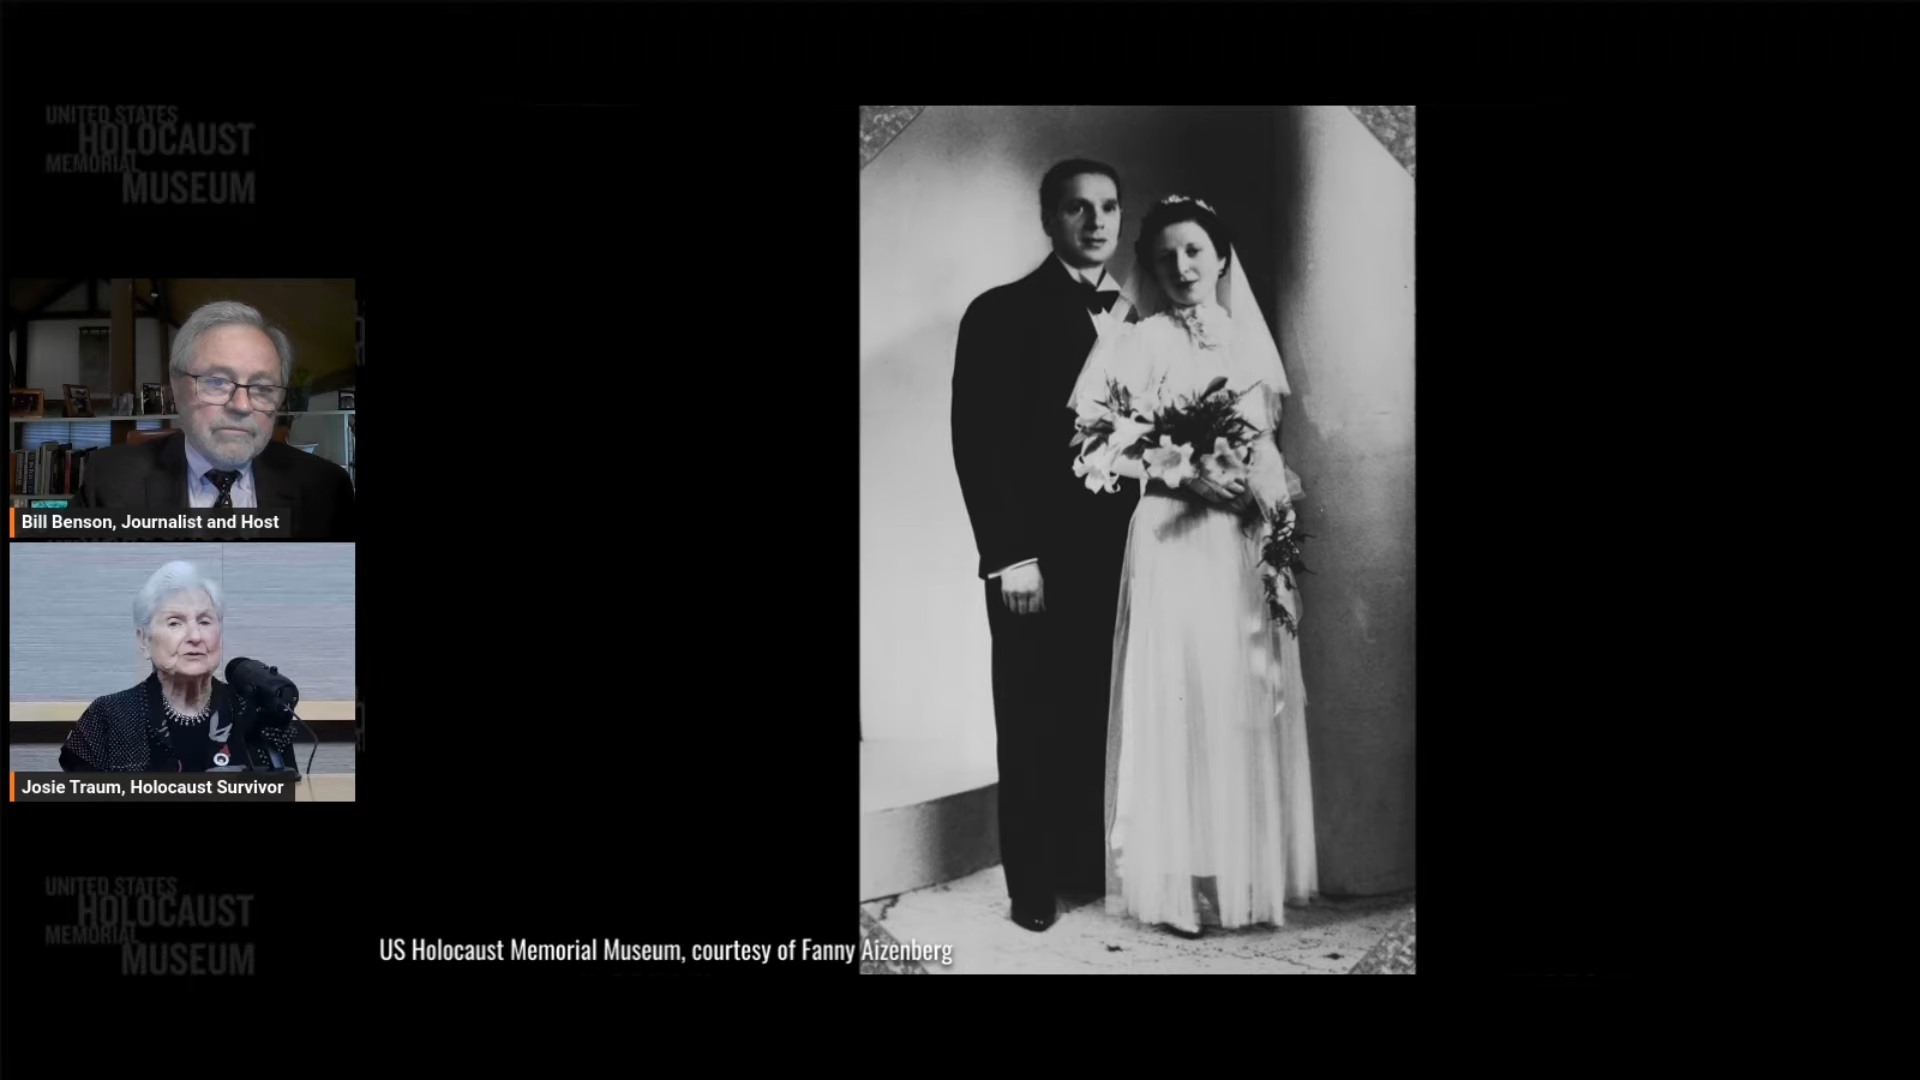 UNITED STATES
HOLOCAUST
MEMORIAL
MUSEUM
Bill Benson, Journalist and Host
Josie Traum, Holocaust Survivor
UNITED STATES
HOLOCAUST
MEMORIAL
MUSEUM
US Holocaust Memorial Museum, courtesy of Fanny Aizenberg